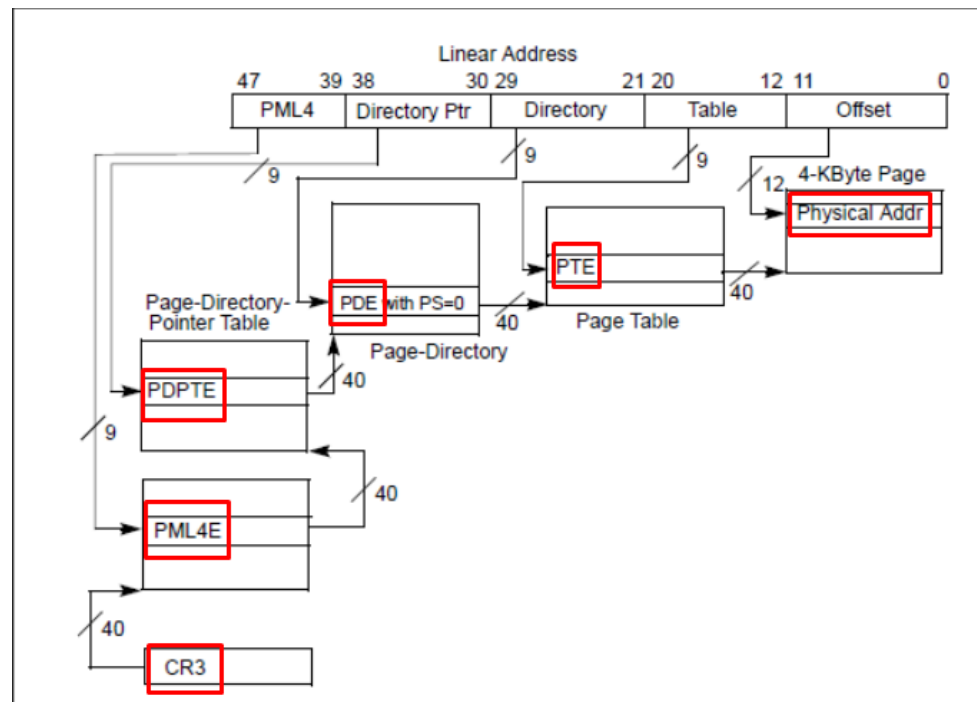 Linear Address
47 39 38 30 29 21 20 12 11 0
PML4 Directory Ptr Directory Table Offset
9 9 9 12 4-KByte Page
Physical Addr
PTE
40
PDE with PS=0
40
Page Table
Page-Directory-
Pointer Table
Page-Directory
40
PDPTE
9
40
PML4E
40
CR3